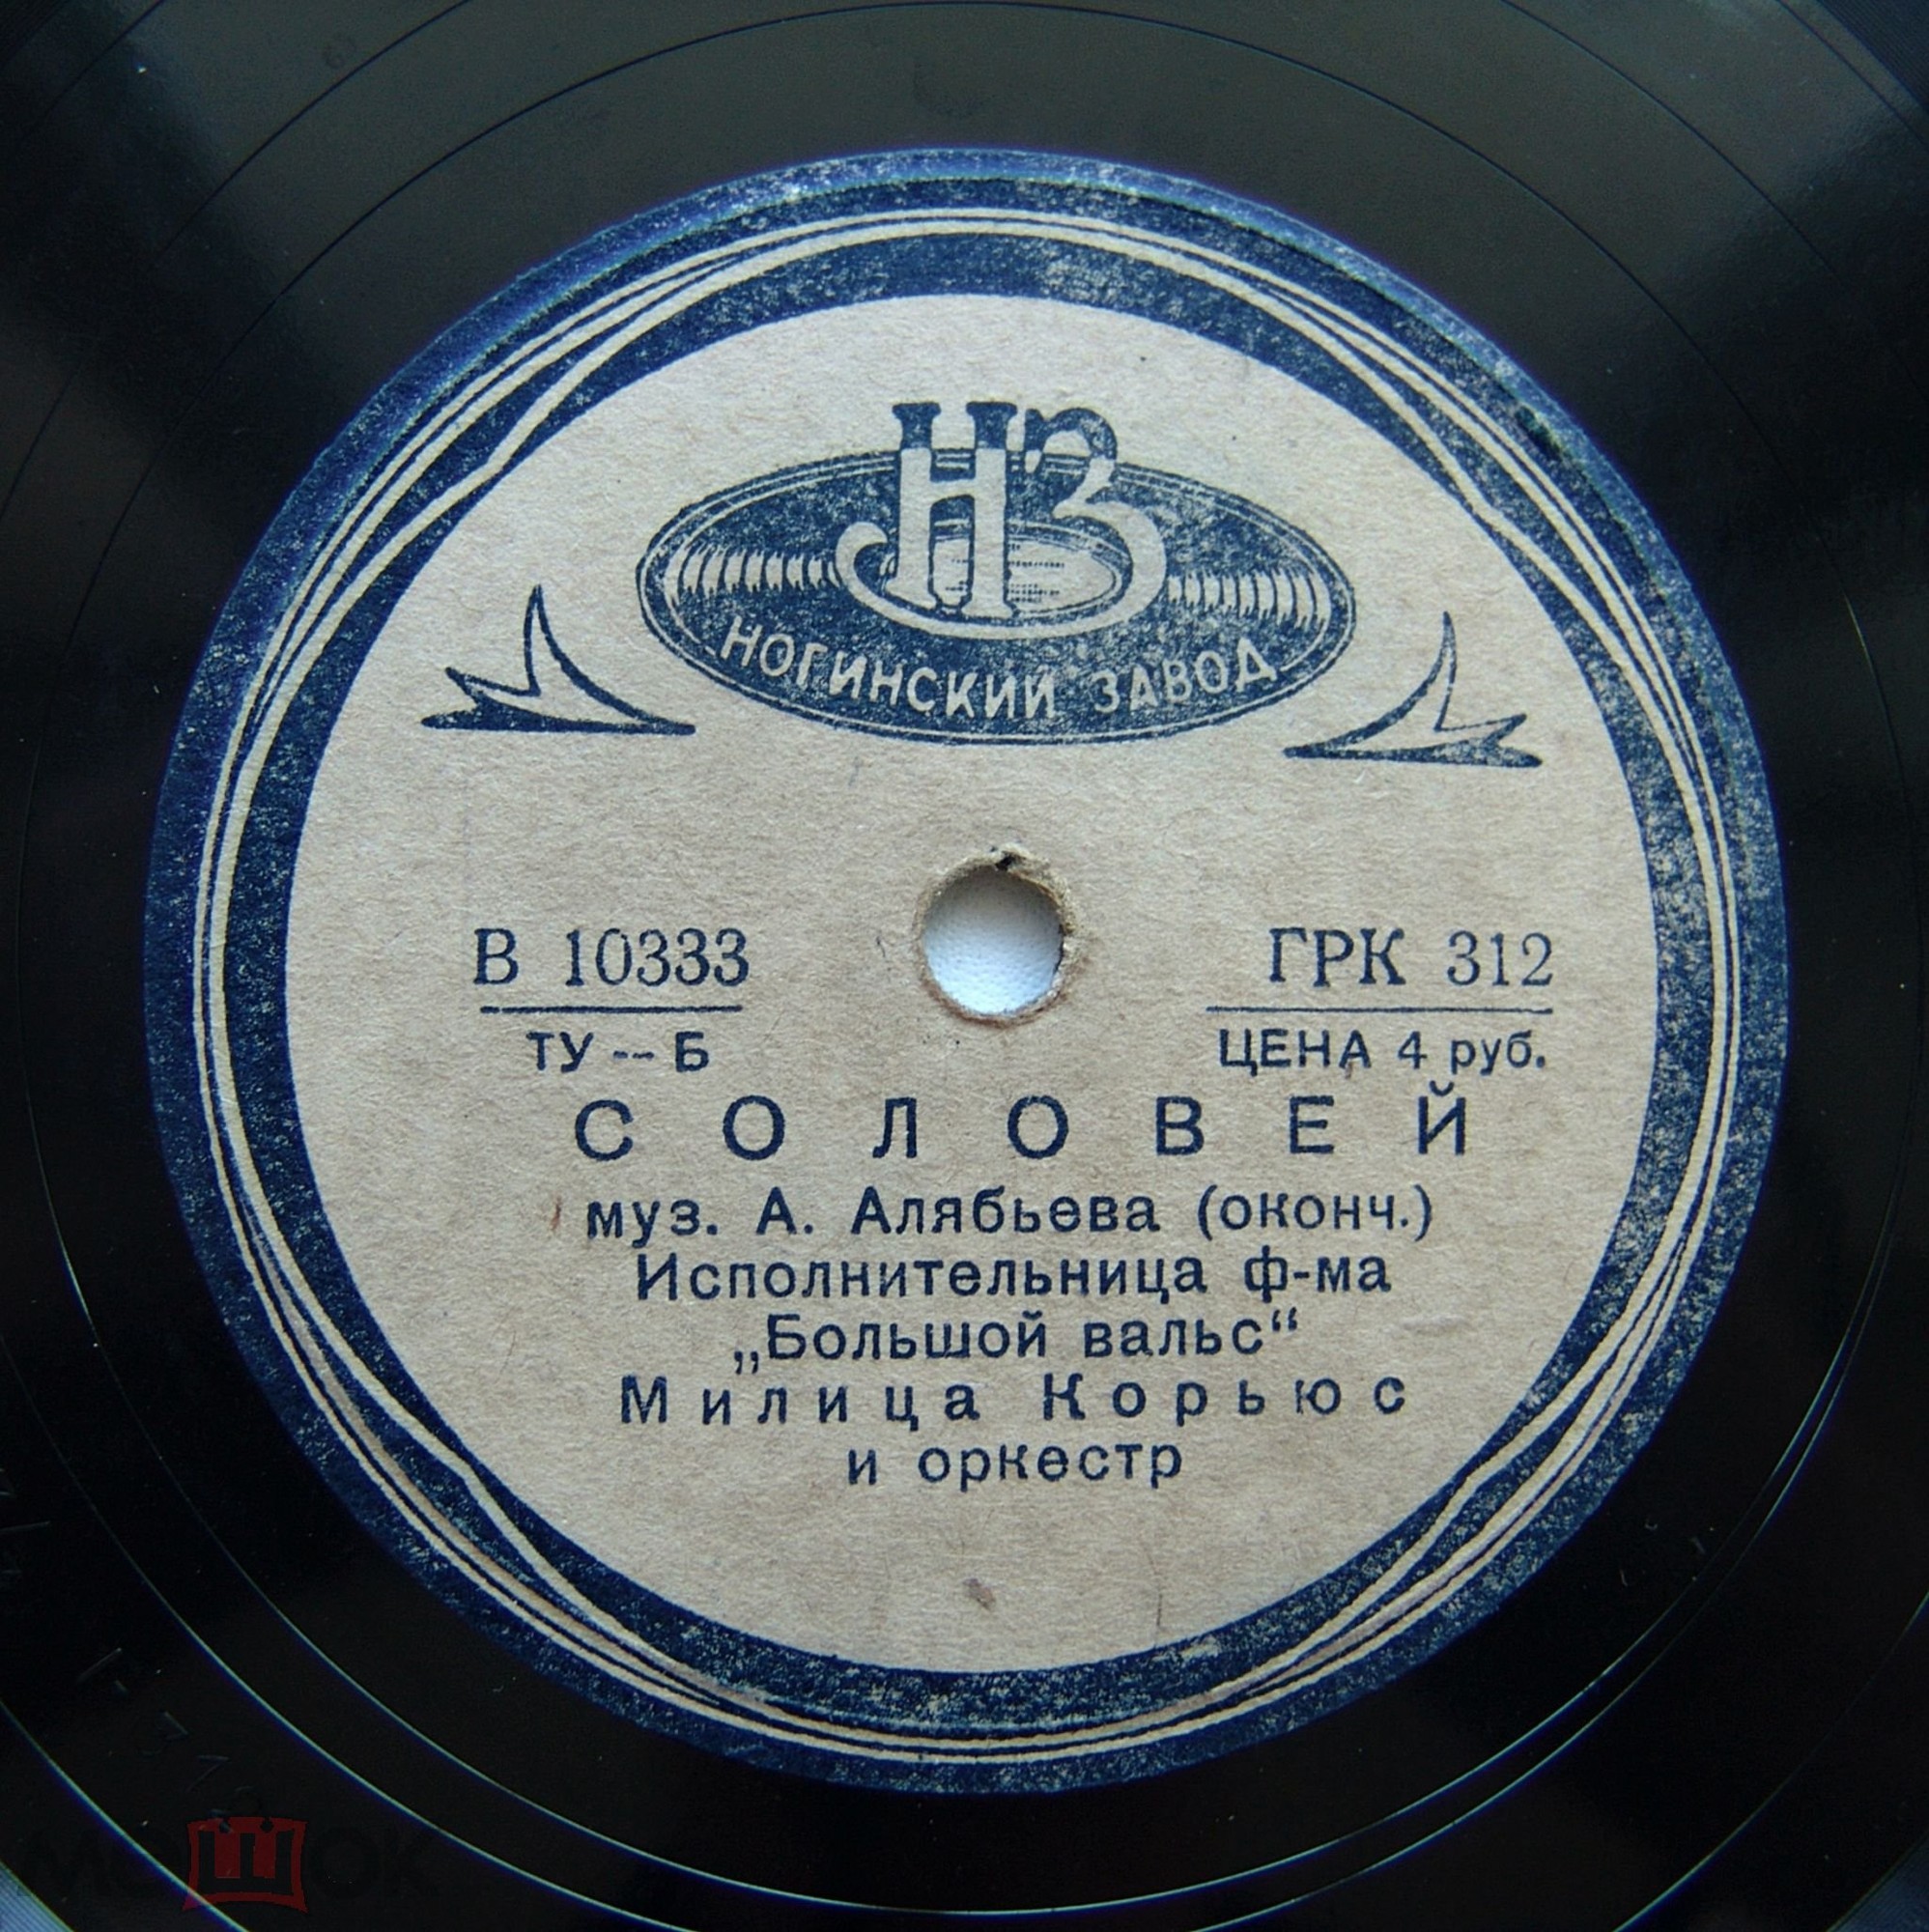 НЗ
НОГИНСКИЙ ЗАВОД
В 10333
ГРК 312
ТУ -- Б
ЦЕНА 4 руб.
СОЛОВЕЙ
муз. А. Алябьева (оконч.)
Исполнительница ф-ма
„Большой вальс“
Милица Корьюс
и оркестр
мошок